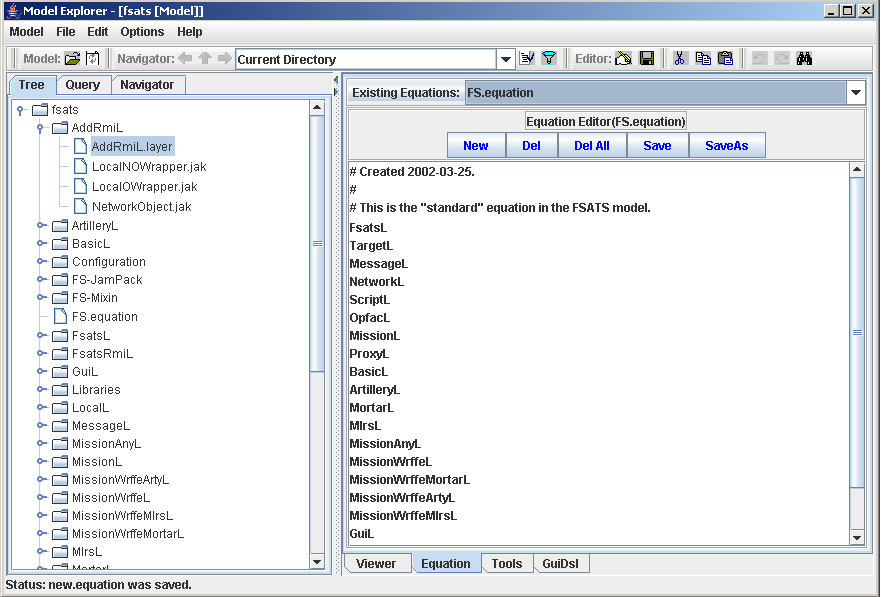 Model Explorer - [fsats [Model]]
Model File Edit Options Help
Model: Navigator: Current Directory Editor:
Tree Query Navigator
fsats
AddRmiL
AddRmiL.layer
LocalNOWrapper.jak
LocalOWrapper.jak
NetworkObject.jak
ArtilleryL
BasicL
Configuration
FS-JamPack
FS-Mixin
FS.equation
FsatsL
FsatsRmiL
GuiL
Libraries
LocalL
MessageL
MissionAnyL
MissionL
MissionWrffeArtyL
MissionWrffeL
MissionWrffeMlrsL
MissionWrffeMortarL
MlrsL
MortarL
Existing Equations: FS.equation
Equation Editor(FS.equation)
New Del Del All Save SaveAs
# Created 2002-03-25.
#
# This is the "standard" equation in the FSATS model.
FsatsL
TargetL
MessageL
NetworkL
ScriptL
OpfacL
MissionL
ProxyL
BasicL
ArtilleryL
MortarL
MlrsL
MissionAnyL
MissionWrffeL
MissionWrffeMortarL
MissionWrffeArtyL
MissionWrffeMlrsL
GuiL
Viewer Equation Tools GuiDsl
Status: new.equation was saved.